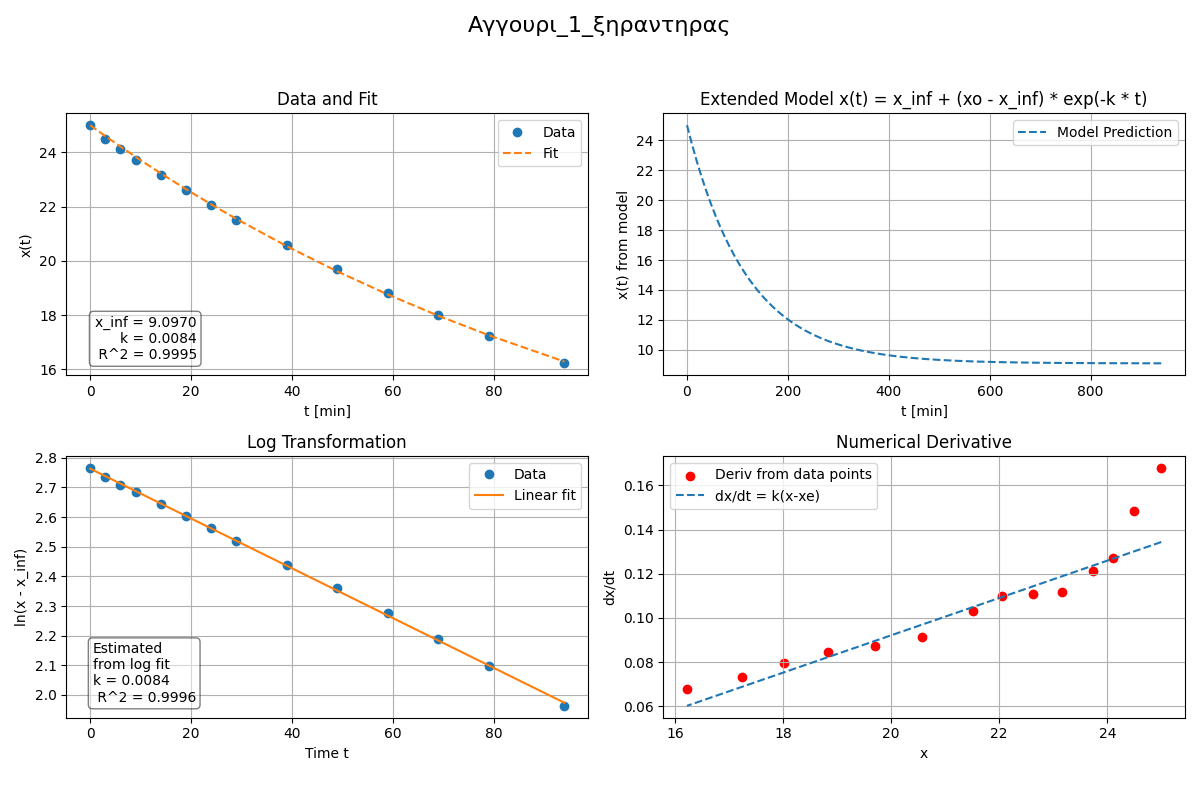 Αγγουρι_1_ξηραντηρας
Data and Fit
Data
Fit
x(t)
24
22
20
18
16
x_inf = 9.0970
k = 0.0084
R^2 = 0.9995
0 20 40 60 80
t [min]
Extended Model x(t) = x_inf + (xo - x_inf) * exp(-k * t)
Model Prediction
x(t) from model
24
22
20
18
16
14
12
10
0 200 400 600 800
t [min]
Log Transformation
Data
Linear fit
ln(x - x_inf)
2.8
2.7
2.6
2.5
2.4
2.3
2.2
2.1
2.0
Estimated
from log fit
k = 0.0084
R^2 = 0.9996
0 20 40 60 80
Time t
Numerical Derivative
Deriv from data points
dx/dt = k(x-xe)
dx/dt
0.16
0.14
0.12
0.10
0.08
0.06
16 18 20 22 24
x